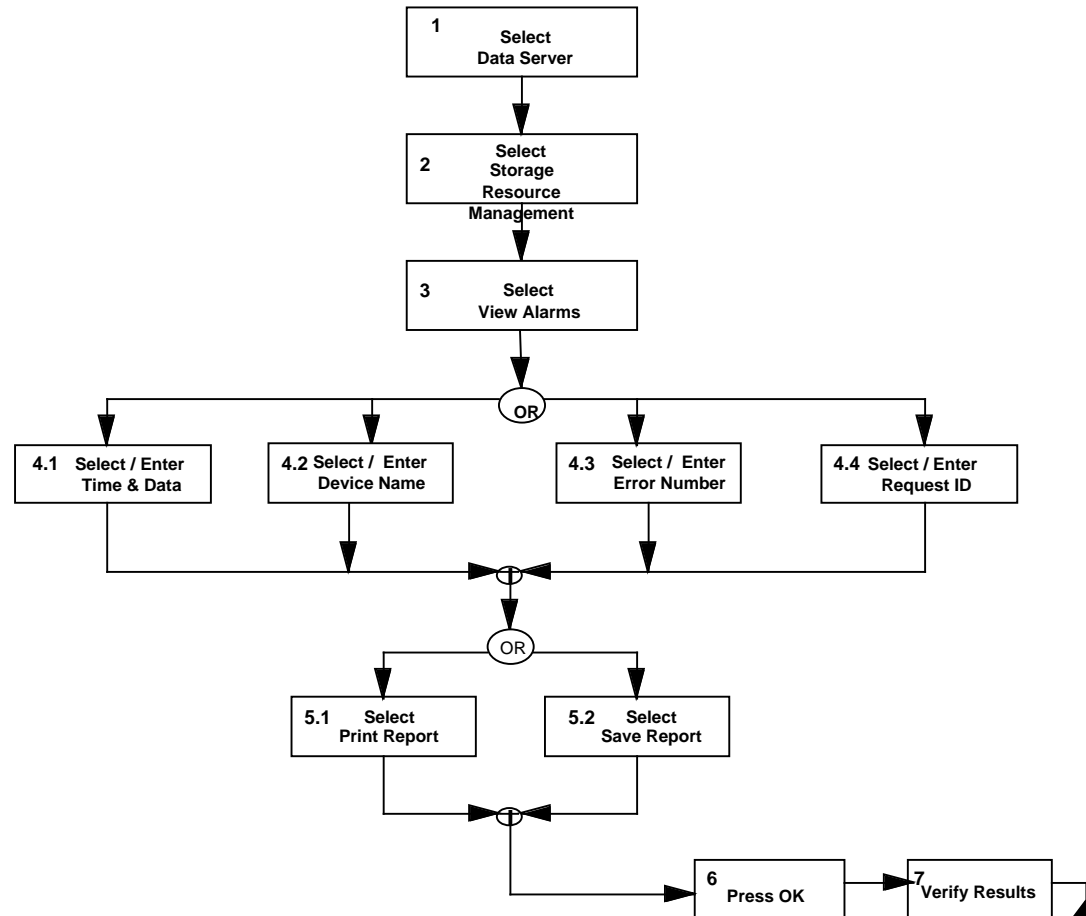 1
Select
Data Server
2
Select
Storage
Resource
Management
3
Select
View Alarms
OR
4.1 Select / Enter
Time & Data
4.2 Select / Enter
Device Name
4.3 Select / Enter
Error Number
4.4 Select / Enter
Request ID
OR
5.1 Select
Print Report
5.2 Select
Save Report
6
Press OK
7
Verify Results